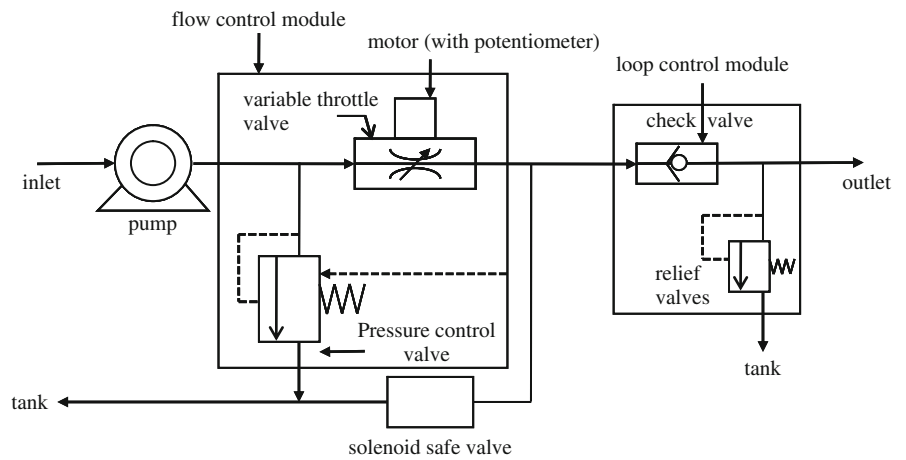 flow control module
motor (with potentiometer)
loop control module
variable throttle
valve
check valve
inlet
outlet
pump
relief
valves
Pressure control
valve
tank
tank
solenoid safe valve